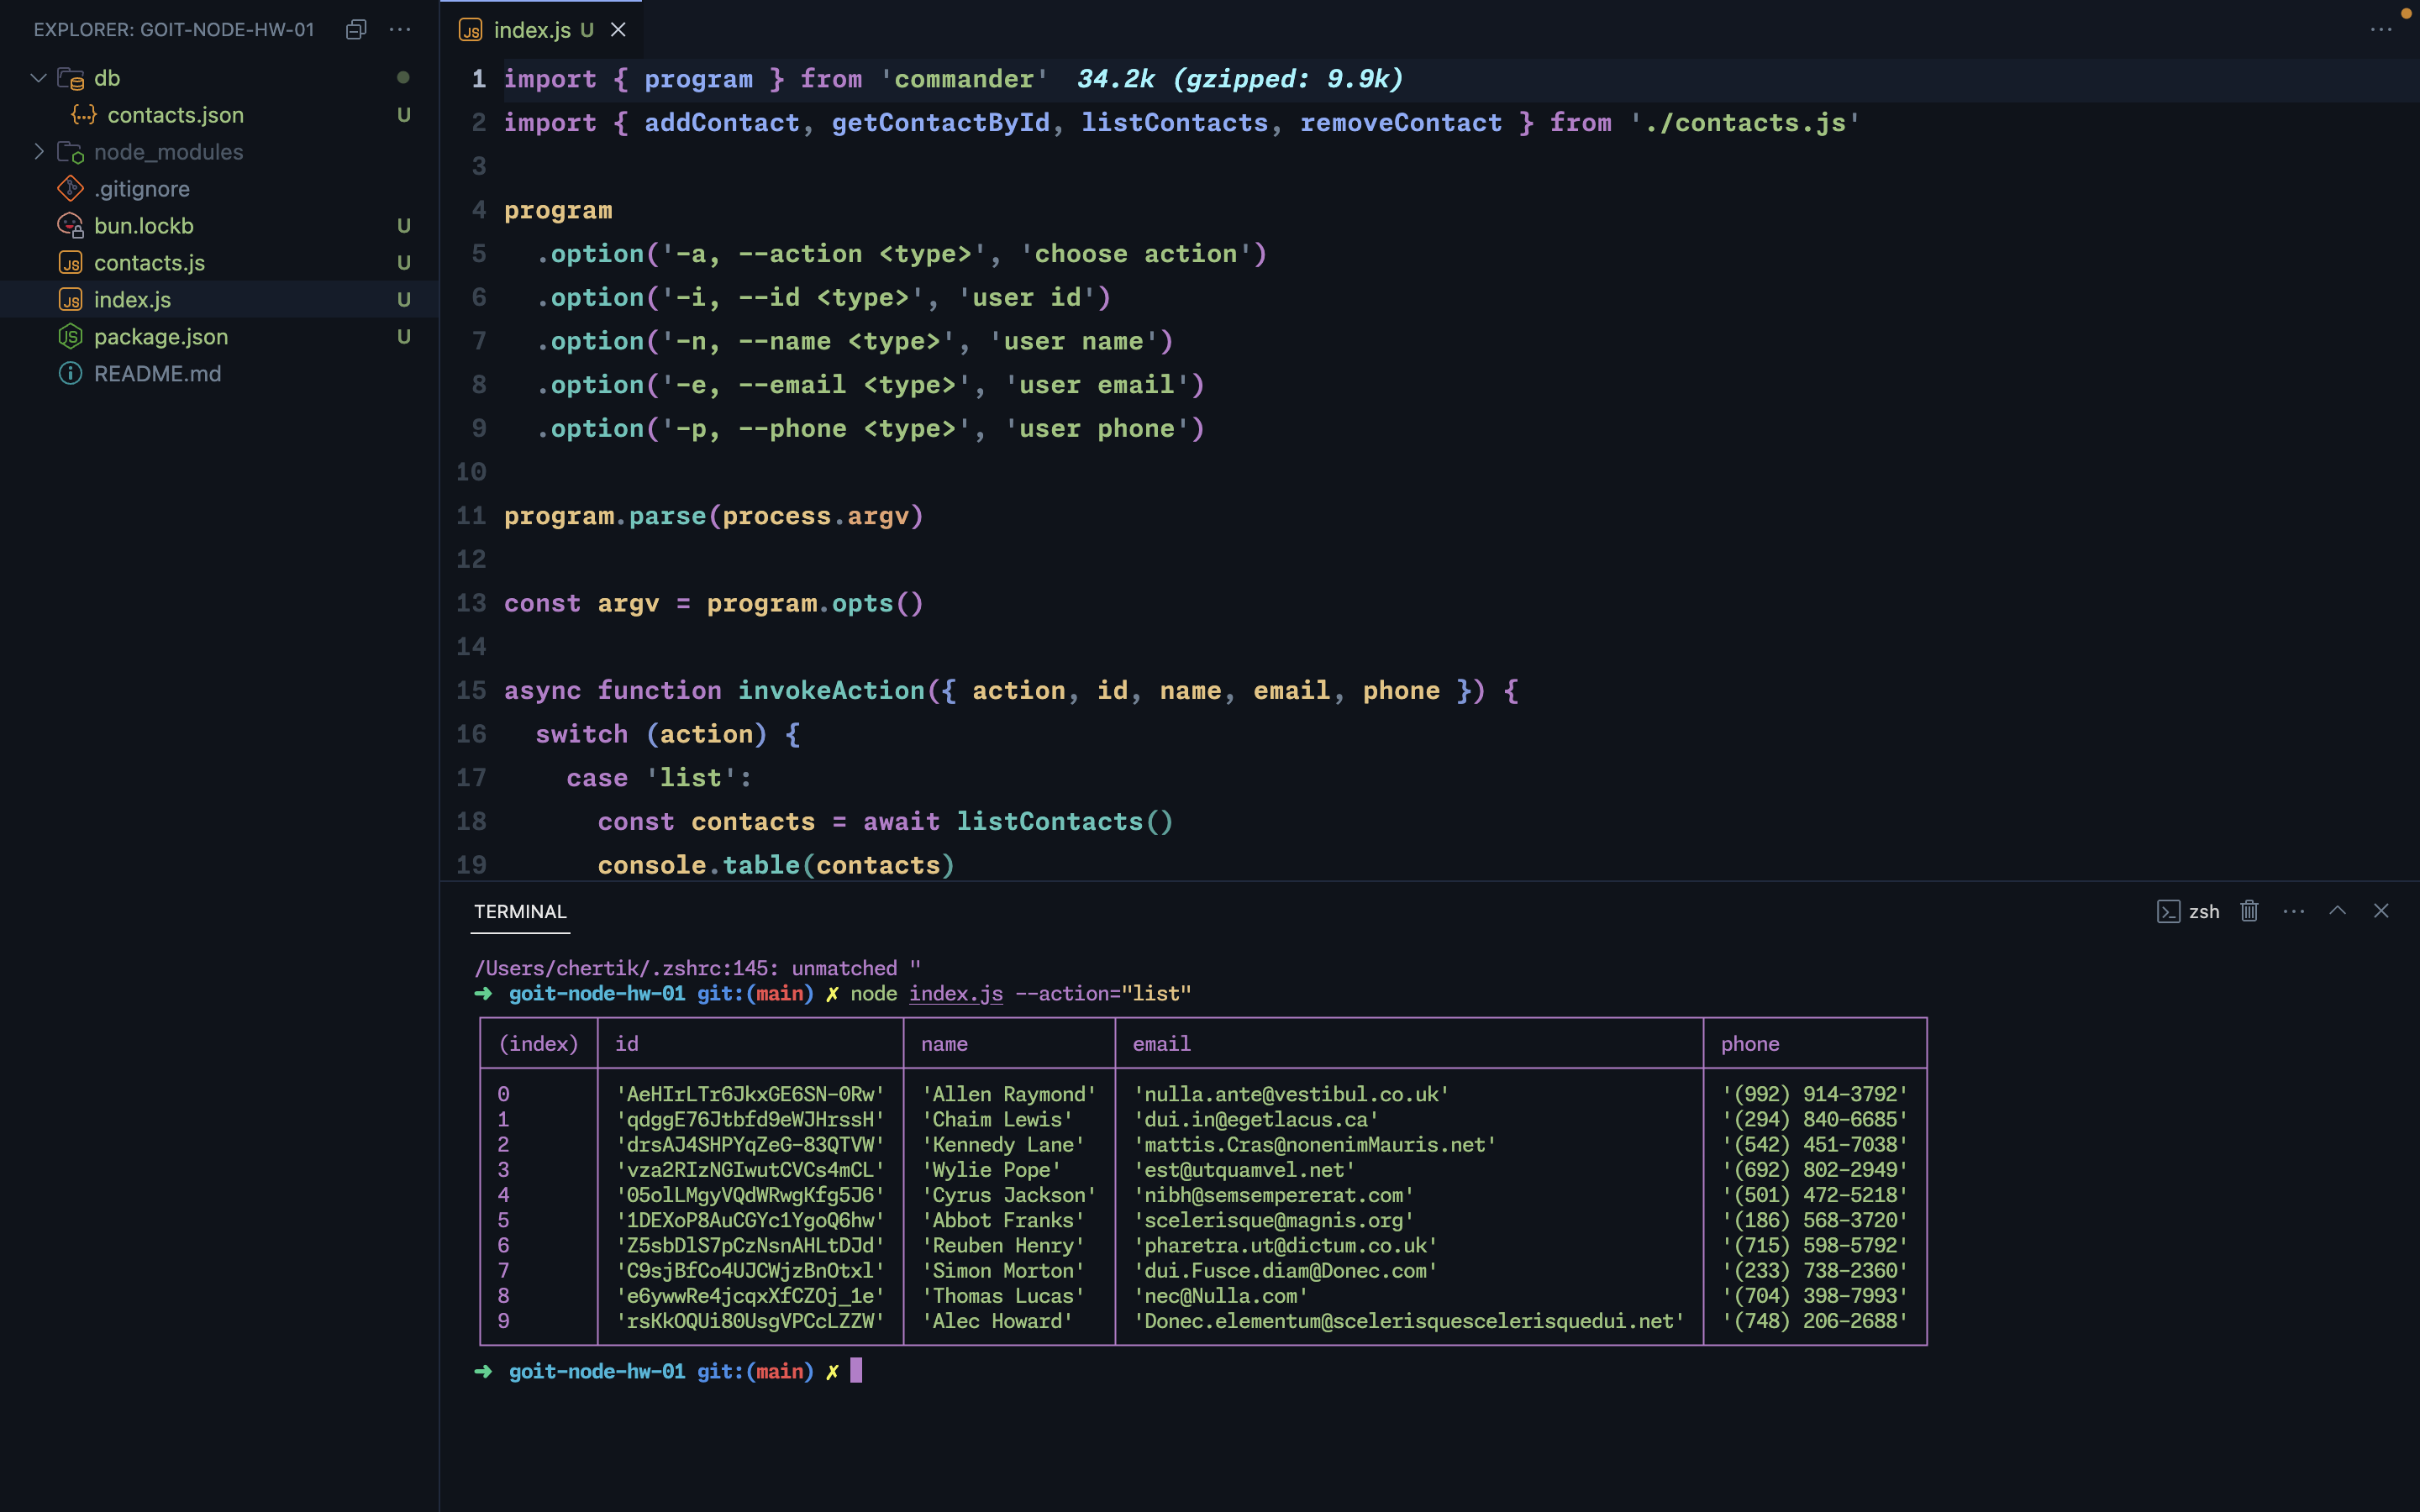 EXPLORER: GOIT-NODE-HW-01
db
contacts.json U
node_modules
.gitignore
bun.lockb U
contacts.js U
index.js U
package.json U
README.md
index.js U
1 import { program } from 'commander' 34.2k (gzipped: 9.9k)
2 import { addContact, getContactById, listContacts, removeContact } from './contacts.js'
3
4 program
5 .option('-a, --action <type>', 'choose action')
6 .option('-i, --id <type>', 'user id')
7 .option('-n, --name <type>', 'user name')
8 .option('-e, --email <type>', 'user email')
9 .option('-p, --phone <type>', 'user phone')
10
11 program.parse(process.argv)
12
13 const argv = program.opts()
14
15 async function invokeAction({ action, id, name, email, phone }) {
16 switch (action) {
17 case 'list':
18 const contacts = await listContacts()
19 console.table(contacts)
TERMINAL
zsh
/Users/chertik/.zshrc:145: unmatched "
➜ goit-node-hw-01 git:(main) ✗ node index.js --action="list"
(index) id name email phone
0 'AeHIrLTr6JkxGE6SN-0Rw' 'Allen Raymond' 'nulla.ante@vestibul.co.uk' '(992) 914-3792'
1 'qdggE76Jtbfd9eWJHrssH' 'Chaim Lewis' 'dui.in@egetlacus.ca' '(294) 840-6685'
2 'drsAJ4SHPYqZeG-83QTVW' 'Kennedy Lane' 'mattis.Cras@nonenimMauris.net' '(542) 451-7038'
3 'vza2RIzNGIwutCVCs4mCL' 'Wylie Pope' 'est@utquamvel.net' '(692) 802-2949'
4 '05olLMgyVQdWRwgKfg5J6' 'Cyrus Jackson' 'nibh@semsempererat.com' '(501) 472-5218'
5 '1DEXoP8AuCGYc1YgoQ6hw' 'Abbot Franks' 'scelerisque@magnis.org' '(186) 568-3720'
6 'Z5sbDlS7pCzNsnAHLtDJd' 'Reuben Henry' 'pharetra.ut@dictum.co.uk' '(715) 598-5792'
7 'C9sjBfCo4UJCWjzBnOtxl' 'Simon Morton' 'dui.Fusce.diam@Donec.com' '(233) 738-2360'
8 'e6ywwRe4jcqxXfCZOj_1e' 'Thomas Lucas' 'nec@Nulla.com' '(704) 398-7993'
9 'rsKkOQUi80UsgVPCcLZZW' 'Alec Howard' 'Donec.elementum@scelerisquescelerisquedui.net' '(748) 206-2688'
➜ goit-node-hw-01 git:(main) ✗